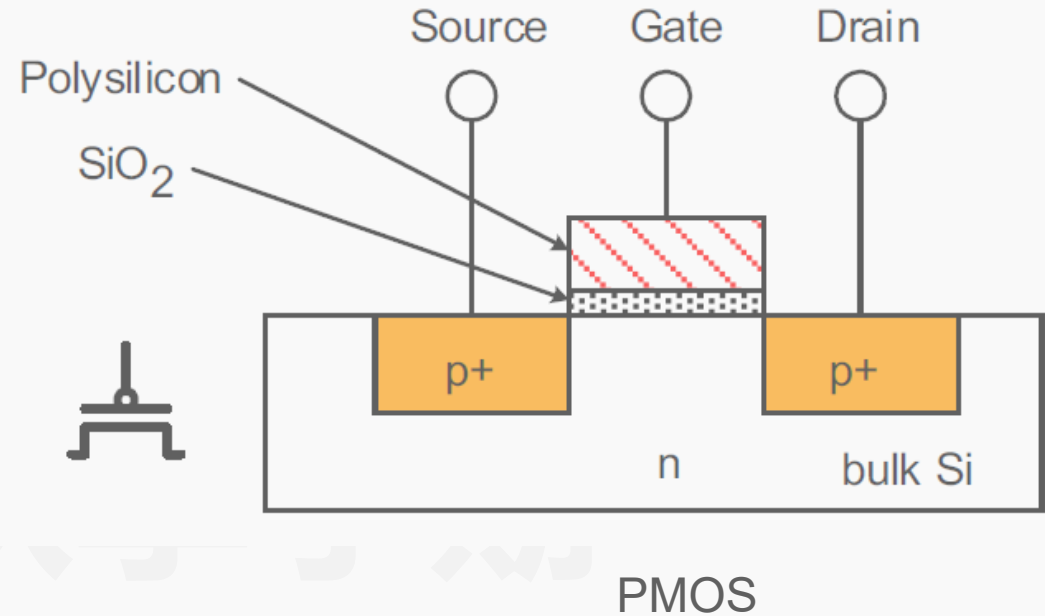 Source Gate Drain
Polysilicon
SiO2
p+ p+
n bulk Si
PMOS